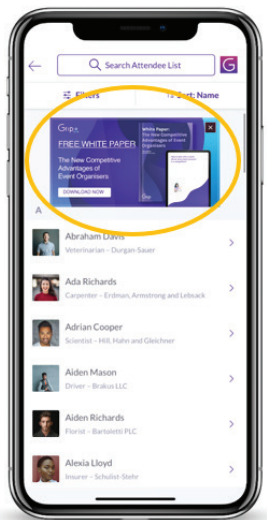 Search Attendee List
G
Filters
Sort: Name
Grip
FREE WHITE PAPER
The New Competitive
Advantages of
Event Organisers
DOWNLOAD NOW
White Paper:
The New Competitive
Advantages of Event
Organisers
Grip
A
Abraham Davis
Veterinarian – Durgan-Sauer
Ada Richards
Carpenter – Erdman, Armstrong and Lebsack
Adrian Cooper
Scientist – Hill, Hahn and Gleichner
Aiden Mason
Driver – Brakus LLC
Aiden Richards
Florist – Bartoletti PLC
Alexia Lloyd
Insurer – Schulist-Stehr